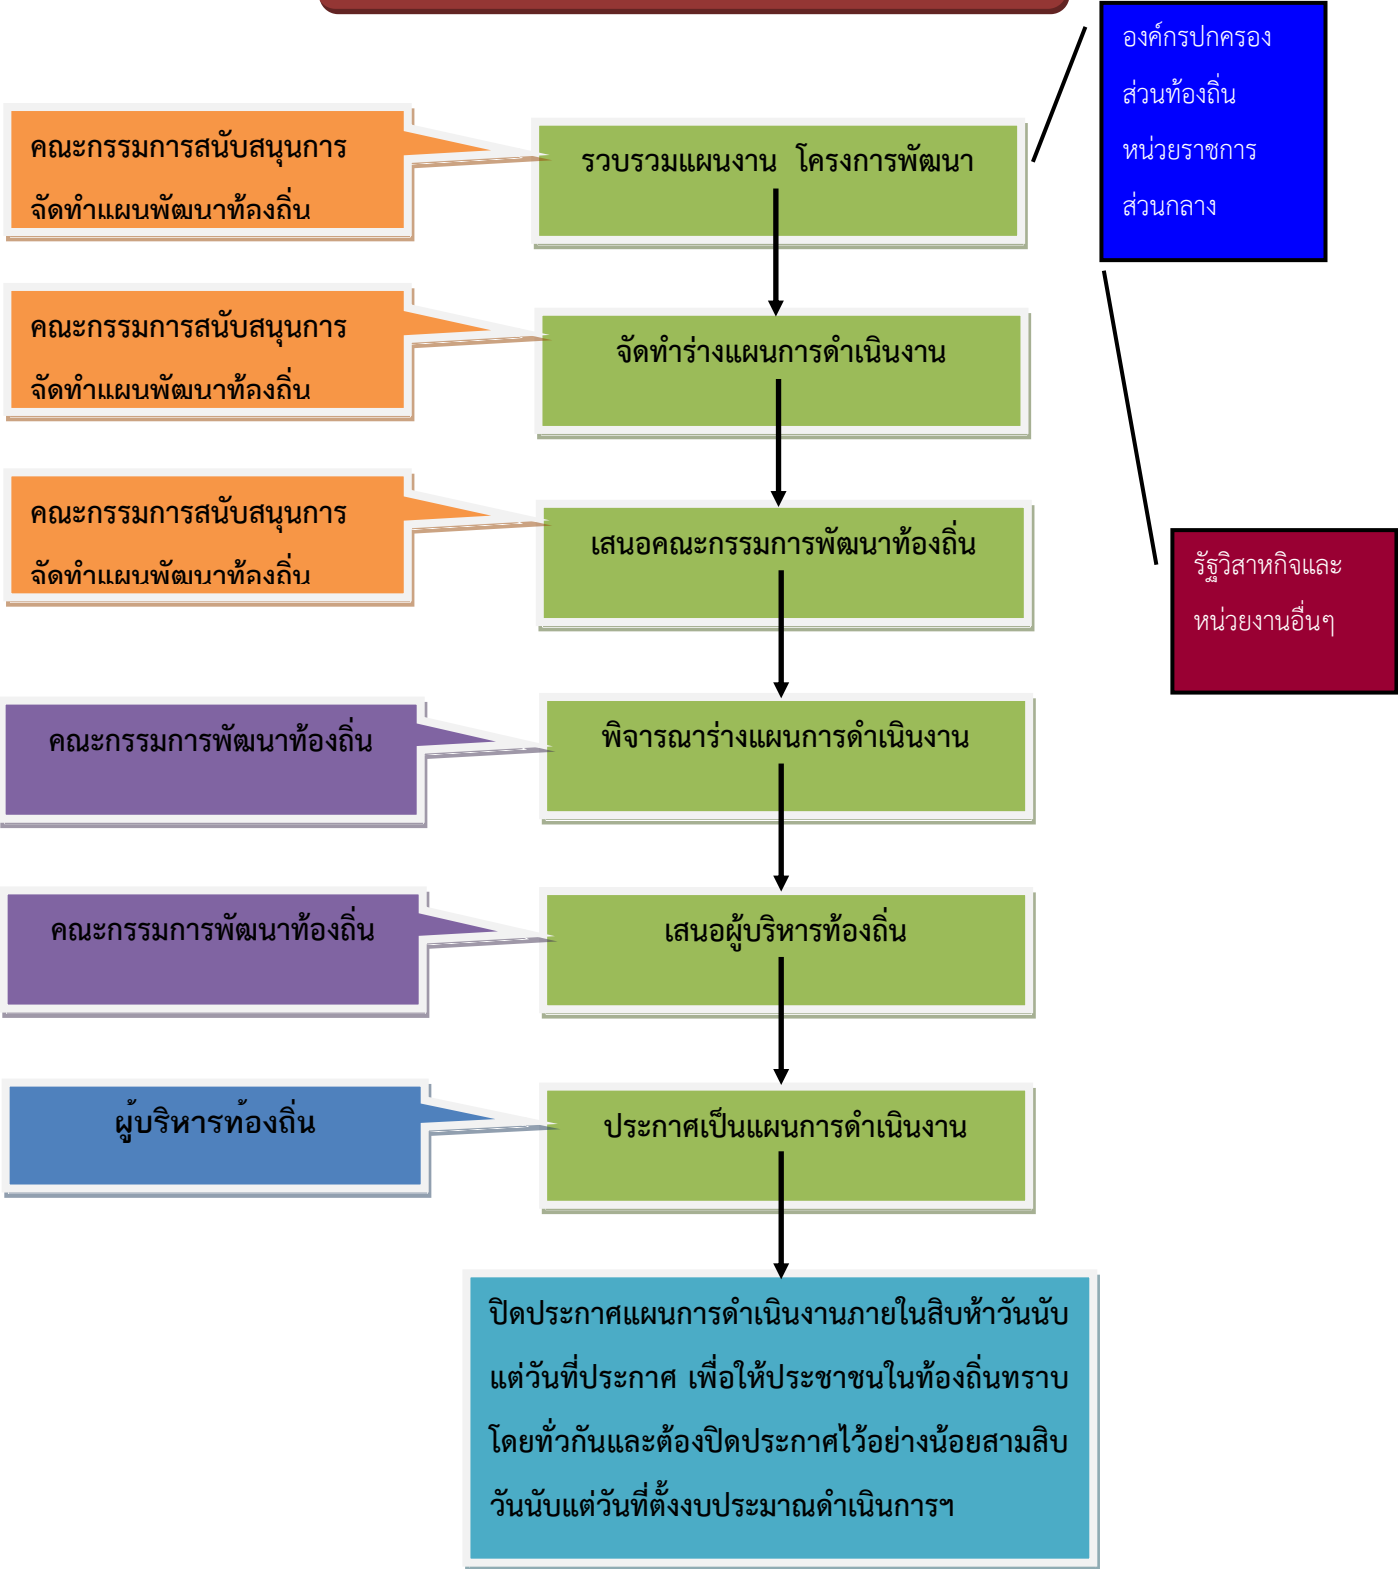 องค์กรปกครอง
ส่วนท้องถิ่น
หน่วยราชการ
ส่วนกลาง
คณะกรรมการสนับสนุนการ
จัดทำแผนพัฒนาท้องถิ่น
รวบรวมแผนงาน โครงการพัฒนา
คณะกรรมการสนับสนุนการ
จัดทำแผนพัฒนาท้องถิ่น
จัดทำร่างแผนการดำเนินงาน
คณะกรรมการสนับสนุนการ
จัดทำแผนพัฒนาท้องถิ่น
เสนอคณะกรรมการพัฒนาท้องถิ่น
รัฐวิสาหกิจและ
หน่วยงานอื่นๆ
คณะกรรมการพัฒนาท้องถิ่น
พิจารณาร่างแผนการดำเนินงาน
คณะกรรมการพัฒนาท้องถิ่น
เสนอผู้บริหารท้องถิ่น
ผู้บริหารท้องถิ่น
ประกาศเป็นแผนการดำเนินงาน
ปิดประกาศแผนการดำเนินงานภายในสิบห้าวันนับ
แต่วันที่ประกาศ เพื่อให้ประชาชนในท้องถิ่นทราบ
โดยทั่วกันและต้องปิดประกาศไว้อย่างน้อยสามสิบ
วันนับแต่วันที่ตั้งงบประมาณดำเนินการฯ